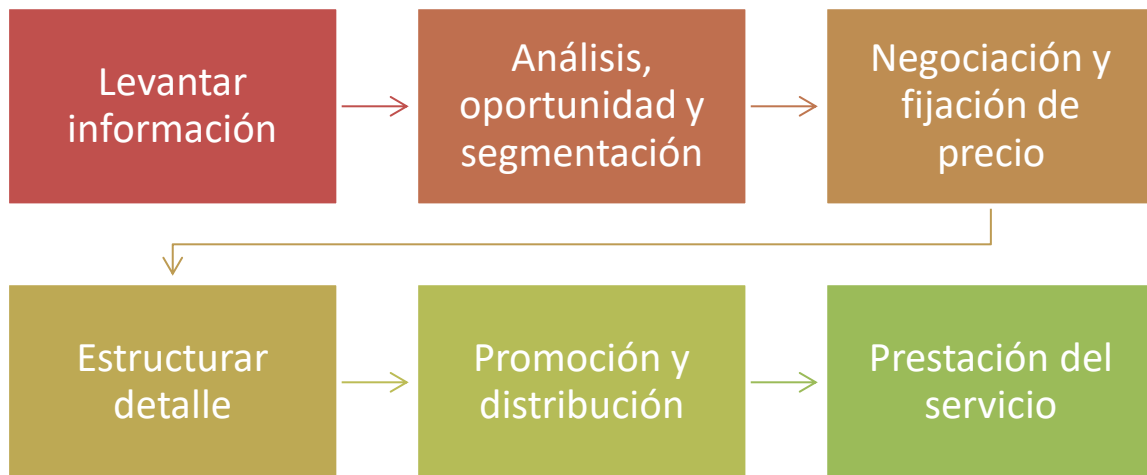 Levantar
información
Análisis,
oportunidad y
segmentación
Negociación y
fijación de
precio
Estructurar
detalle
Promoción y
distribución
Prestación del
servicio